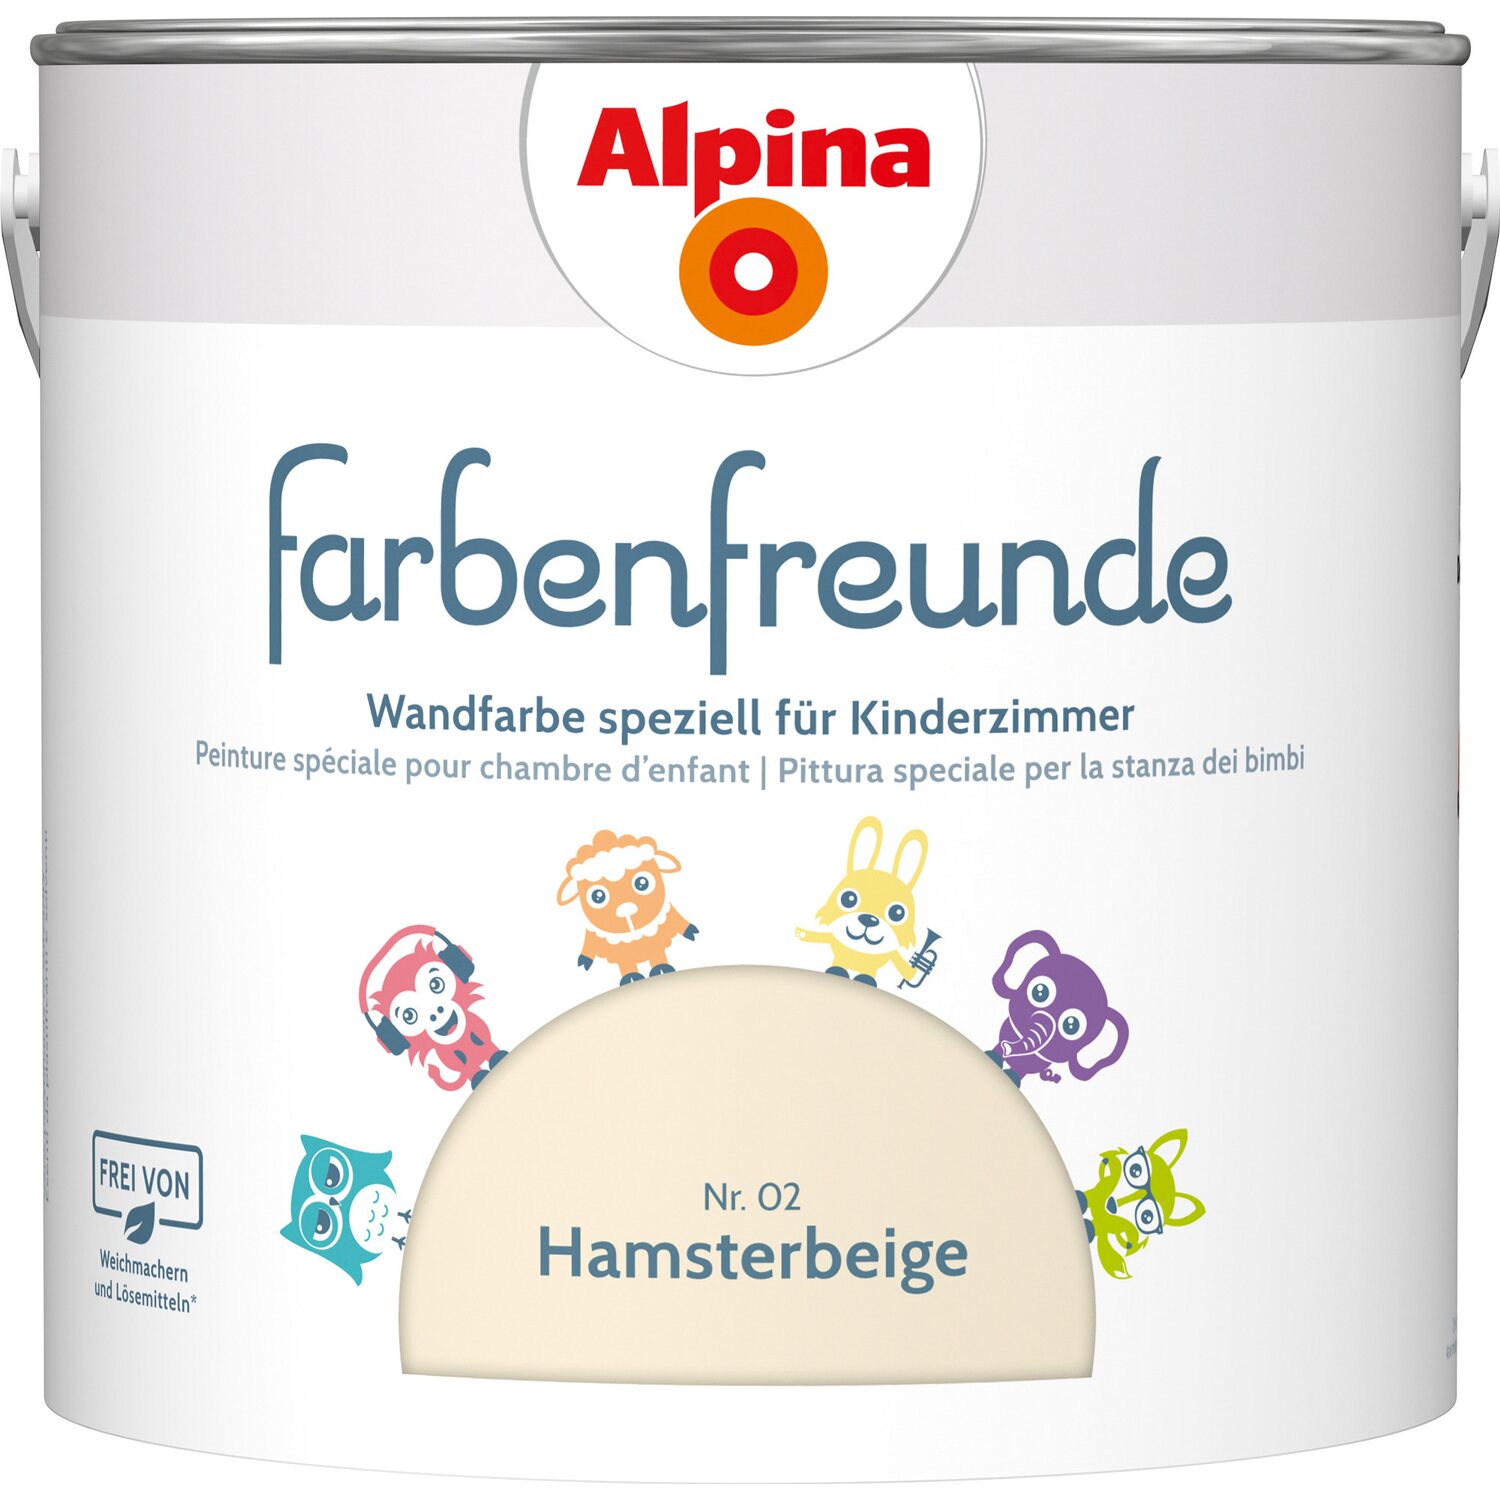 Alpina
farbenfreunde
Wandfarbe speziell für Kinderzimmer
Peinture spéciale pour chambre d'enfant | Pittura speciale per la stanza dei bimbi
FREI VON
Weichmachern
und Lösemitteln*
Nr. 02
Hamsterbeige